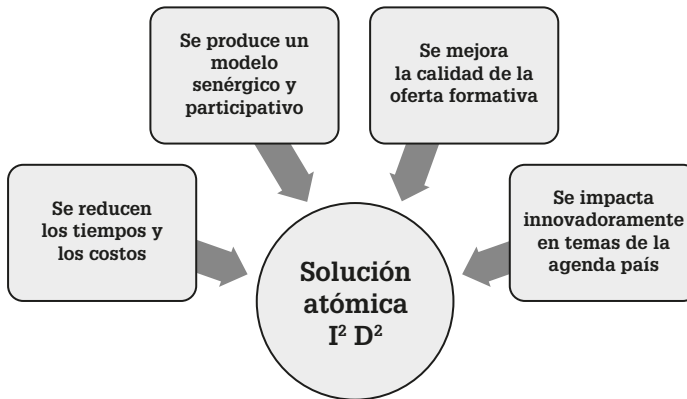 Se produce un
modelo
senérgico y
participativo
Se mejora
la calidad de la
oferta formativa
Se reducen
los tiempos y
los costos
Se impacta
innovadoramente
en temas de la
agenda país
Solución
atómica
I² D²